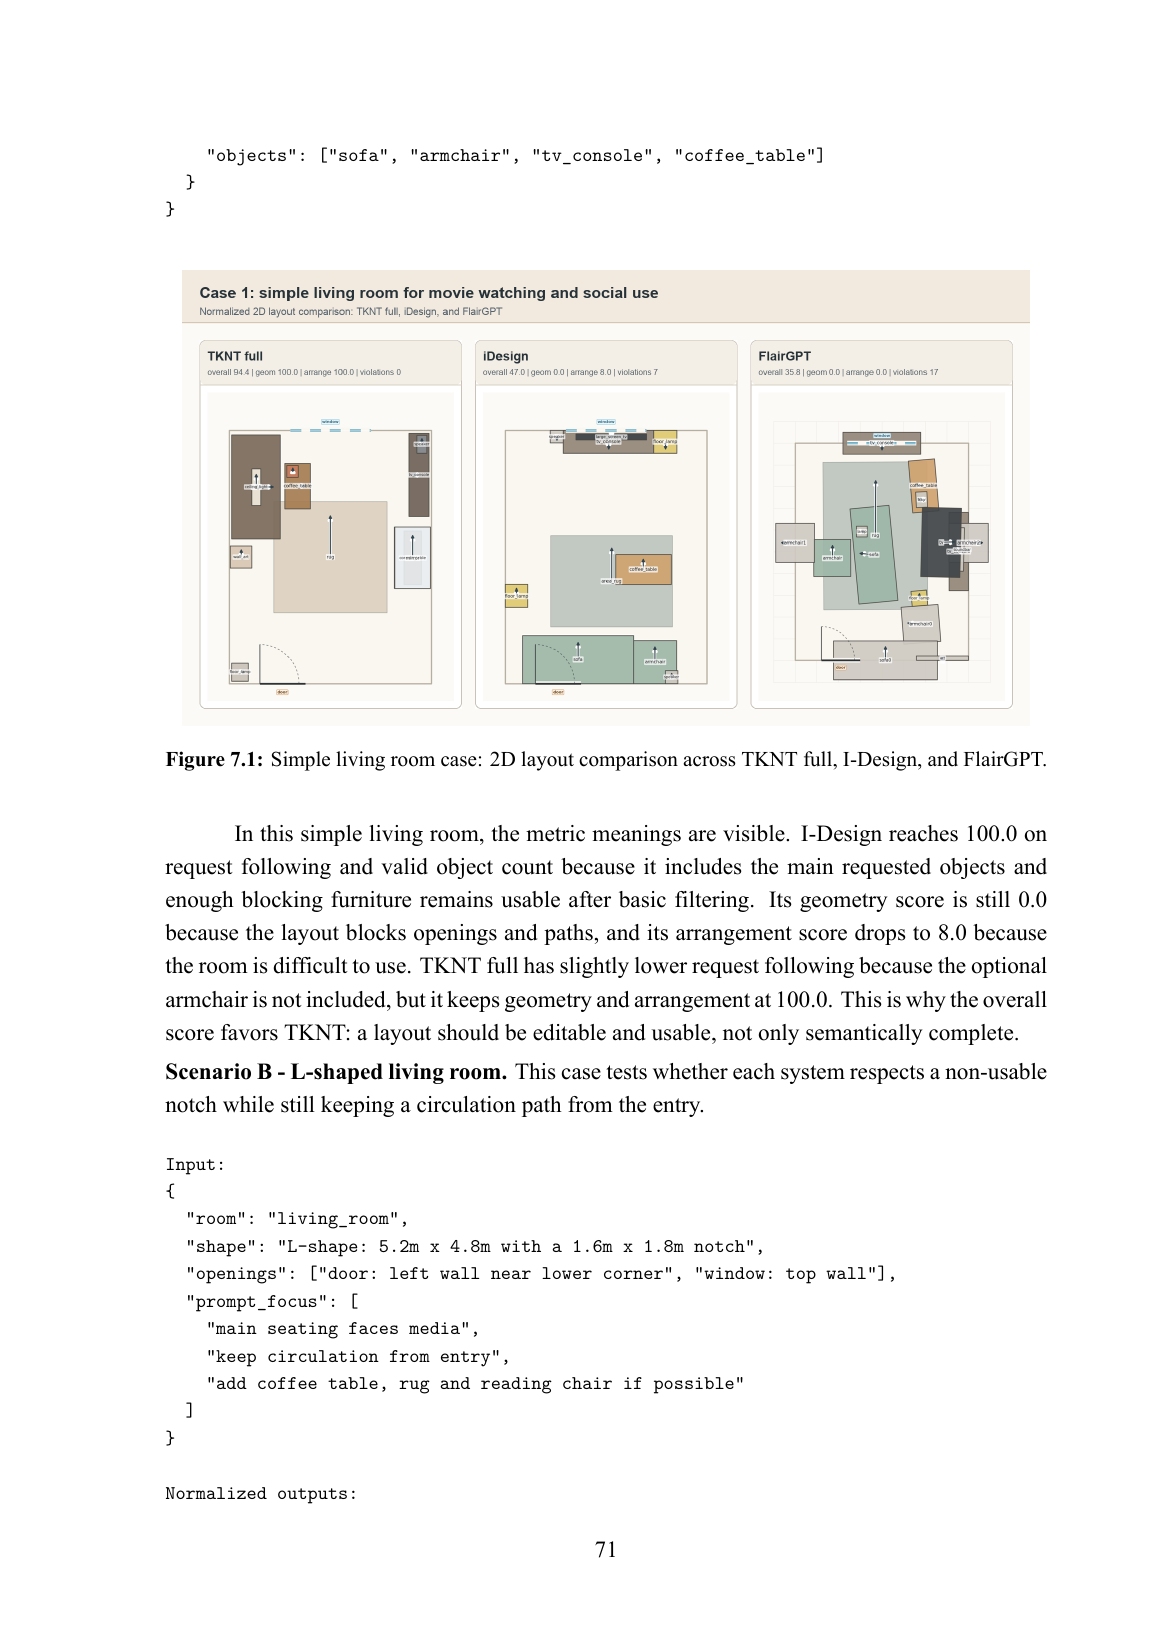 "objects": ["sofa", "armchair", "tv_console", "coffee_table"]
}
}
Case 1: simple living room for movie watching and social use
Normalized 2D layout comparison: TKNT full, iDesign, and FlairGPT
TKNT full
overall 94.4 | geom 100.0 | arrange 100.0 | violations 0
window
coffee_table
rug
door
iDesign
overall 47.0 | geom 0.0 | arrange 8.0 | violations 7
window
tv_console
floor_lamp
coffee_table
area_rug
floor_lamp
sofa
armchair
speaker
door
FlairGPT
overall 35.8 | geom 0.0 | arrange 0.0 | violations 17
window
tv_console
coffee_table
rug
armchair1
armchair
floor_lamp
armchair0
sofa0
door
Figure 7.1: Simple living room case: 2D layout comparison across TKNT full, I-Design, and FlairGPT.
In this simple living room, the metric meanings are visible. I-Design reaches 100.0 on
request following and valid object count because it includes the main requested objects and
enough blocking furniture remains usable after basic filtering. Its geometry score is still 0.0
because the layout blocks openings and paths, and its arrangement score drops to 8.0 because
the room is difficult to use. TKNT full has slightly lower request following because the optional
armchair is not included, but it keeps geometry and arrangement at 100.0. This is why the overall
score favors TKNT: a layout should be editable and usable, not only semantically complete.
Scenario B - L-shaped living room. This case tests whether each system respects a non-usable
notch while still keeping a circulation path from the entry.
Input:
{
"room": "living_room",
"shape": "L-shape: 5.2m x 4.8m with a 1.6m x 1.8m notch",
"openings": ["door: left wall near lower corner", "window: top wall"],
"prompt_focus": [
"main seating faces media",
"keep circulation from entry",
"add coffee table, rug and reading chair if possible"
]
}
Normalized outputs:
71